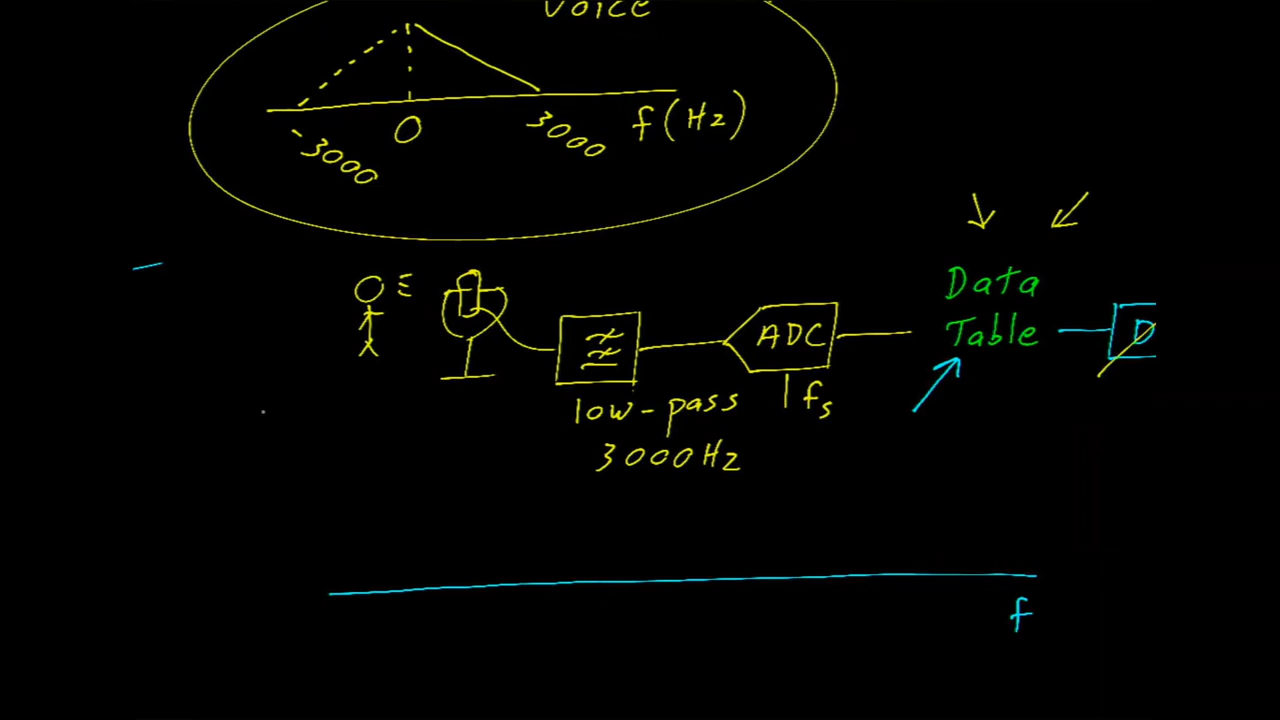 voice
-3000 0 3000 f(Hz)
Data
Table
ADC
D
low-pass
3000Hz
fs
f